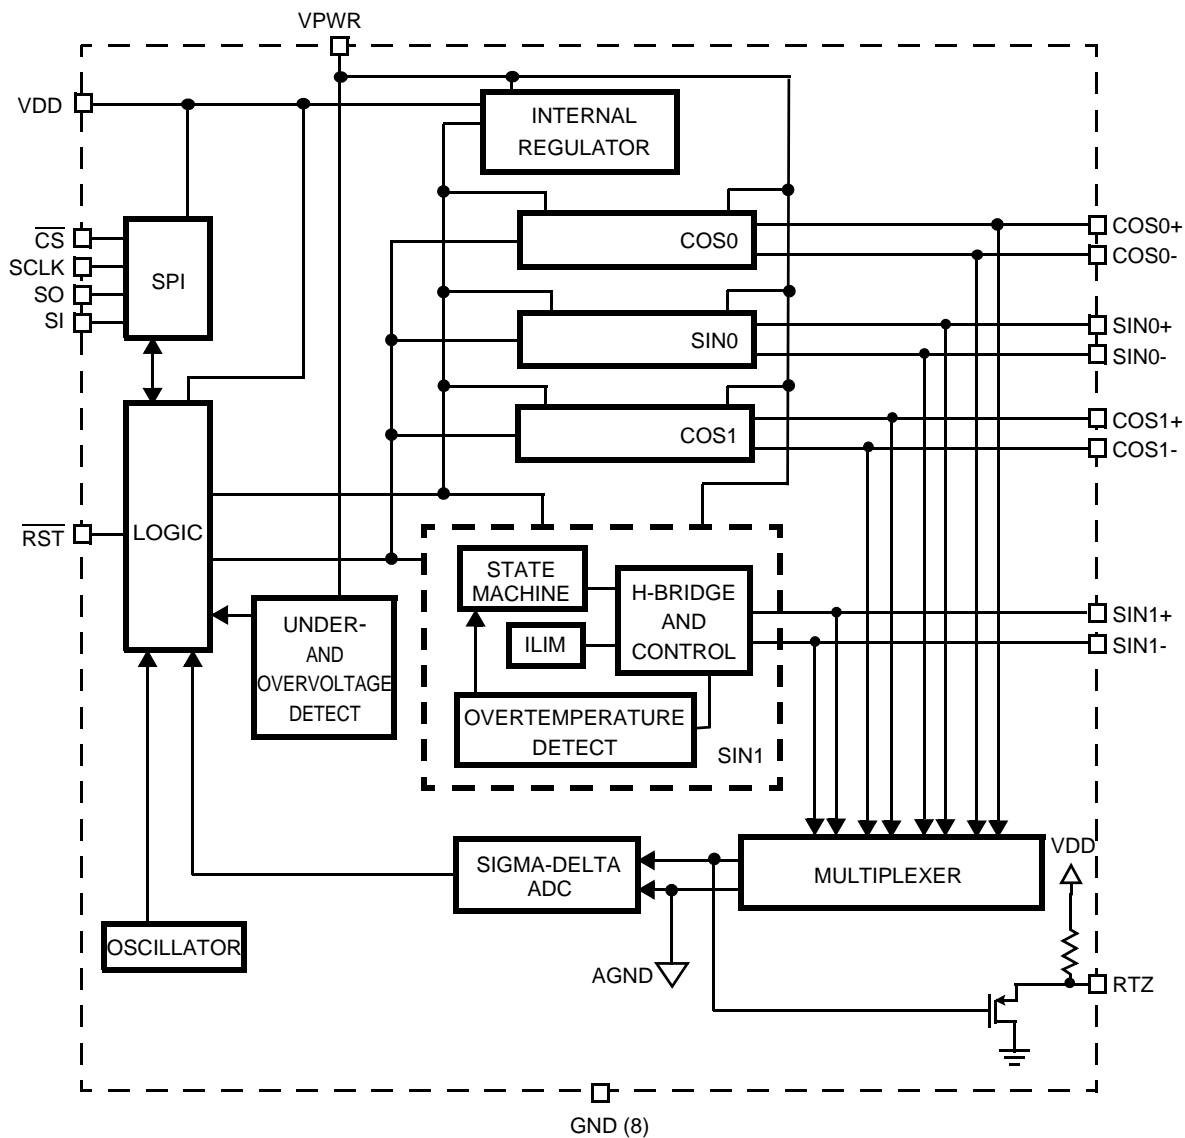 VPWR
VDD
INTERNAL
REGULATOR
CS
SCLK
SO
SI
SPI
COS0
COS0+
COS0-
SIN0
SIN0+
SIN0-
COS1
COS1+
COS1-
RST
LOGIC
STATE
MACHINE
H-BRIDGE
AND
CONTROL
ILIM
SIN1+
SIN1-
UNDER-
AND
OVERVOLTAGE
DETECT
OVERTEMPERATURE
DETECT
SIN1
SIGMA-DELTA
ADC
MULTIPLEXER
VDD
OSCILLATOR
AGND
RTZ
GND (8)